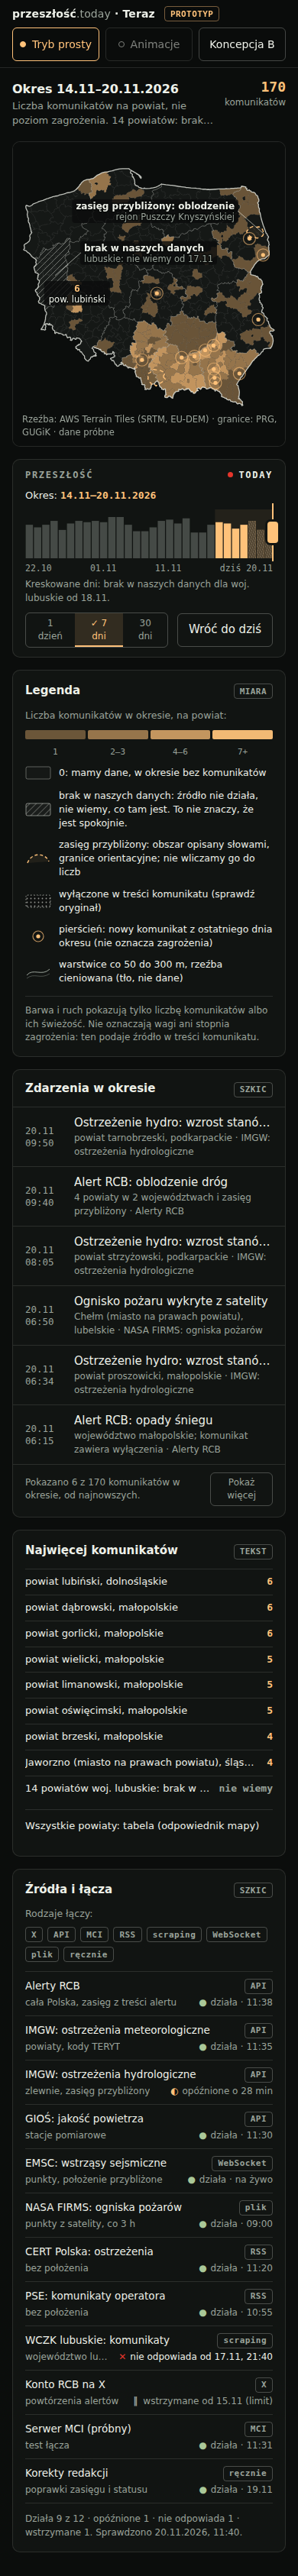 przeszłość.today · Teraz PROTOTYP
Tryb prosty Animacje Koncepcja B
Okres 14.11–20.11.2026 170
Liczba komunikatów na powiat, nie komunikatów
poziom zagrożenia. 14 powiatów: brak…
zasięg przybliżony: oblodzenie
rejon Puszczy Knyszyńskiej
brak w naszych danych
lubuskie: nie wiemy od 17.11
6
pow. lubiński
Rzeźba: AWS Terrain Tiles (SRTM, EU-DEM) · granice: PRG,
GUGiK · dane próbne
PRZESZŁOŚĆ ● TODAY
Okres: 14.11–20.11.2026
22.10 01.11 11.11 dziś 20.11
Kreskowane dni: brak w naszych danych dla woj.
lubuskie od 18.11.
1 dzień ✓ 7 dni 30 dni Wróć do dziś
Legenda MIARA
Liczba komunikatów w okresie, na powiat:
1 2–3 4–6 7+
0: mamy dane, w okresie bez komunikatów
brak w naszych danych: źródło nie działa,
nie wiemy, co tam jest. To nie znaczy, że
jest spokojnie.
zasięg przybliżony: obszar opisany słowami,
granice orientacyjne; nie wliczamy go do
liczb
wyłączone w treści komunikatu (sprawdź
oryginał)
pierścień: nowy komunikat z ostatniego dnia
okresu (nie oznacza zagrożenia)
warstwice co 50 do 300 m, rzeźba
cieniowana (tło, nie dane)
Barwa i ruch pokazują tylko liczbę komunikatów albo
ich świeżość. Nie oznaczają wagi ani stopnia
zagrożenia: ten podaje źródło w treści komunikatu.
Zdarzenia w okresie SZKIC
20.11 09:50 Ostrzeżenie hydro: wzrost stanó…
powiat tarnobrzeski, podkarpackie · IMGW:
ostrzeżenia hydrologiczne
20.11 09:40 Alert RCB: oblodzenie dróg
4 powiaty w 2 województwach i zasięg
przybliżony · Alerty RCB
20.11 08:05 Ostrzeżenie hydro: wzrost stanó…
powiat strzyżowski, podkarpackie · IMGW:
ostrzeżenia hydrologiczne
20.11 06:50 Ognisko pożaru wykryte z satelity
Chełm (miasto na prawach powiatu),
lubelskie · NASA FIRMS: ogniska pożarów
20.11 06:34 Ostrzeżenie hydro: wzrost stanó…
powiat proszowicki, małopolskie · IMGW:
ostrzeżenia hydrologiczne
20.11 06:15 Alert RCB: opady śniegu
województwo małopolskie; komunikat
zawiera wyłączenia · Alerty RCB
Pokazano 6 z 170 komunikatów w
okresie, od najnowszych.
Pokaż więcej
Najwięcej komunikatów TEKST
powiat lubiński, dolnośląskie 6
powiat dąbrowski, małopolskie 6
powiat gorlicki, małopolskie 6
powiat wielicki, małopolskie 5
powiat limanowski, małopolskie 5
powiat oświęcimski, małopolskie 5
powiat brzeski, małopolskie 4
Jaworzno (miasto na prawach powiatu), śląs… 4
14 powiatów woj. lubuskie: brak w … nie wiemy
Wszystkie powiaty: tabela (odpowiednik mapy)
Źródła i łącza SZKIC
Rodzaje łączy:
X API MCI RSS scraping WebSocket
plik ręcznie
Alerty RCB API
cała Polska, zasięg z treści alertu ● działa · 11:38
IMGW: ostrzeżenia meteorologiczne API
powiaty, kody TERYT ● działa · 11:35
IMGW: ostrzeżenia hydrologiczne API
zlewnie, zasięg przybliżony ◐ opóźnione o 28 min
GIOŚ: jakość powietrza API
stacje pomiarowe ● działa · 11:30
EMSC: wstrząsy sejsmiczne WebSocket
punkty, położenie przybliżone ● działa · na żywo
NASA FIRMS: ogniska pożarów plik
punkty z satelity, co 3 h ● działa · 09:00
CERT Polska: ostrzeżenia RSS
bez położenia ● działa · 11:20
PSE: komunikaty operatora RSS
bez położenia ● działa · 10:55
WCZK lubuskie: komunikaty scraping
województwo lu… ✕ nie odpowiada od 17.11, 21:40
Konto RCB na X X
powtórzenia alertów ‖ wstrzymane od 15.11 (limit)
Serwer MCI (próbny) MCI
test łącza ● działa · 11:31
Korekty redakcji ręcznie
poprawki zasięgu i statusu ● działa · 19.11
Działa 9 z 12 · opóźnione 1 · nie odpowiada 1 ·
wstrzymane 1. Sprawdzono 20.11.2026, 11:40.